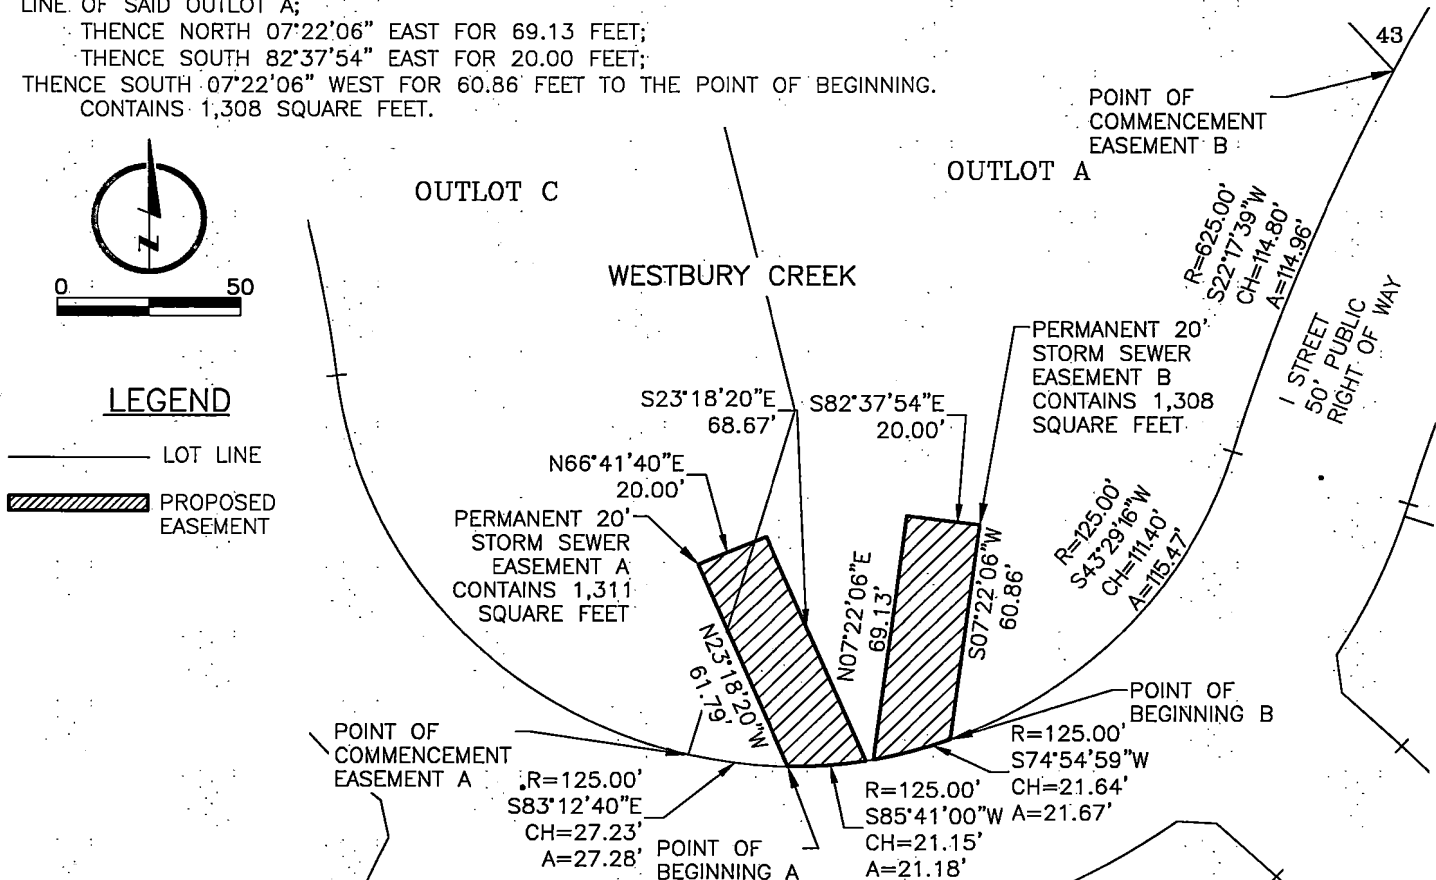 LINE OF SAID OUTLOT A;
THENCE NORTH 07°22'06" EAST FOR 69.13 FEET;
THENCE SOUTH 82°37'54" EAST FOR 20.00 FEET;
THENCE SOUTH 07°22'06" WEST FOR 60.86 FEET TO THE POINT OF BEGINNING.
CONTAINS 1,308 SQUARE FEET.
43
POINT OF
COMMENCEMENT
EASEMENT B
OUTLOT C
OUTLOT A
N
0 50
WESTBURY CREEK
R=625.00'
S22°17'39"W
CH=114.80'
A=114.96'
I STREET
50' PUBLIC
RIGHT OF WAY
LEGEND
LOT LINE
PROPOSED
EASEMENT
S23°18'20"E
68.67'
S82°37'54"E
20.00'
PERMANENT 20'
STORM SEWER
EASEMENT B
CONTAINS 1,308
SQUARE FEET
N66°41'40"E
20.00'
PERMANENT 20'
STORM SEWER
EASEMENT A
CONTAINS 1,311
SQUARE FEET
N23°18'20"W
61.79'
N07°22'06"E
69.13'
S07°22'06"W
60.86'
R=125.00'
S43°29'16"W
CH=111.40'
A=115.47'
POINT OF
BEGINNING B
POINT OF
COMMENCEMENT
EASEMENT A
R=125.00'
S83°12'40"E
CH=27.23'
A=27.28'
POINT OF
BEGINNING A
R=125.00'
S85°41'00"W
CH=21.15'
A=21.18'
R=125.00'
S74°54'59"W
CH=21.64'
A=21.67'